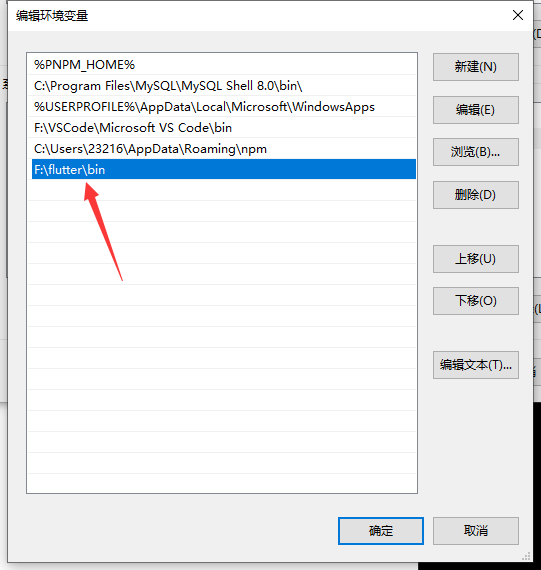 编辑环境变量
%PNPM_HOME%
C:\Program Files\MySQL\MySQL Shell 8.0\bin\
%USERPROFILE%\AppData\Local\Microsoft\WindowsApps
F:\VSCode\Microsoft VS Code\bin
C:\Users\23216\AppData\Roaming\npm
F:\flutter\bin
新建(N)
编辑(E)
浏览(B)...
删除(D)
上移(U)
下移(O)
编辑文本(T)...
确定
取消